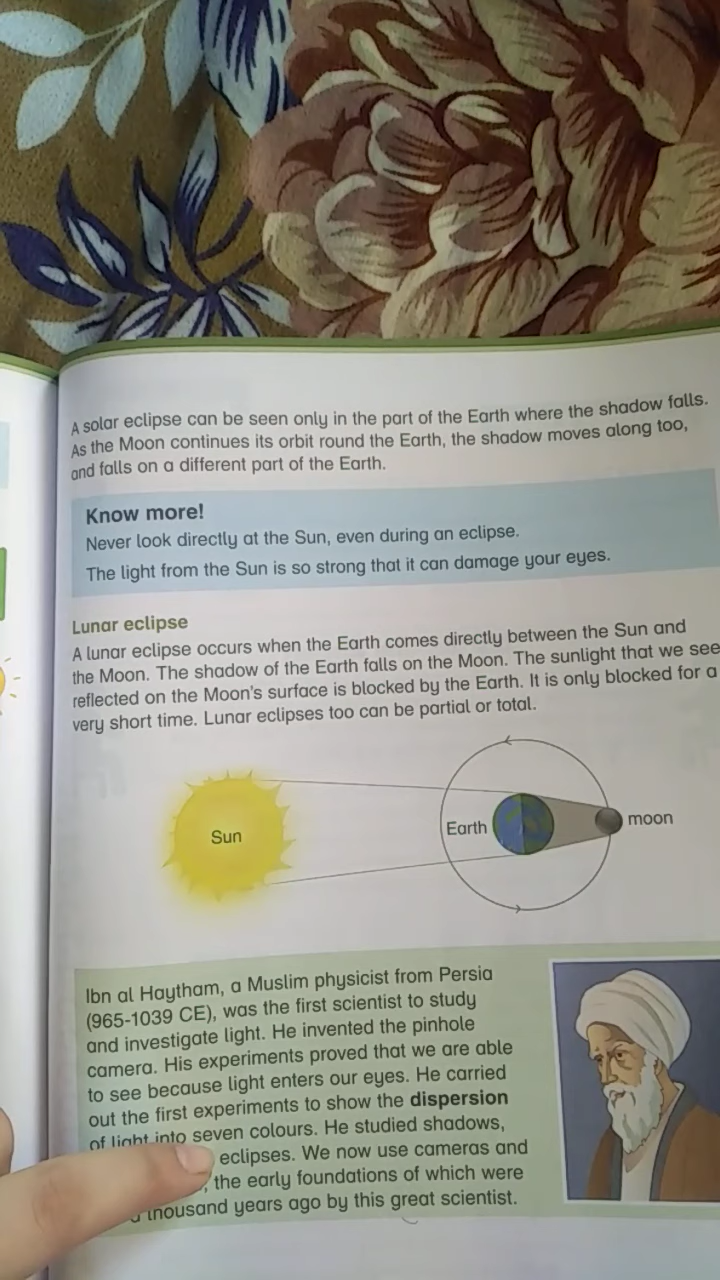 A solar eclipse can be seen only in the part of the Earth where the shadow falls.
As the Moon continues its orbit round the Earth, the shadow moves along too,
and falls on a different part of the Earth.
Know more!
Never look directly at the Sun, even during an eclipse.
The light from the Sun is so strong that it can damage your eyes.
Lunar eclipse
A lunar eclipse occurs when the Earth comes directly between the Sun and
the Moon. The shadow of the Earth falls on the Moon. The sunlight that we see
reflected on the Moon's surface is blocked by the Earth. It is only blocked for a
very short time. Lunar eclipses too can be partial or total.
Sun
Earth
moon
Ibn al Haytham, a Muslim physicist from Persia
(965-1039 CE), was the first scientist to study
and investigate light. He invented the pinhole
camera. His experiments proved that we are able
to see because light enters our eyes. He carried
out the first experiments to show the dispersion
of light into seven colours. He studied shadows,
eclipses. We now use cameras and
, the early foundations of which were
thousand years ago by this great scientist.